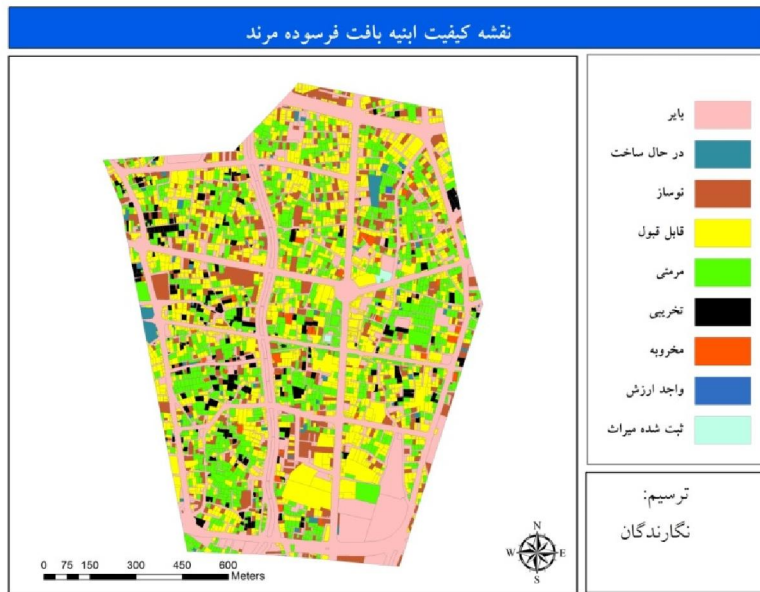 نقشه کیفیت ابنیه بافت فرسوده مرند
بایر
در حال ساخت
نوساز
قابل قبول
مرمتی
تخریبی
مخروبه
واجد ارزش
ثبت شده میراث
ترسیم:
نگارندگان
N
W E
S
0 75 150 300 450 600
Meters